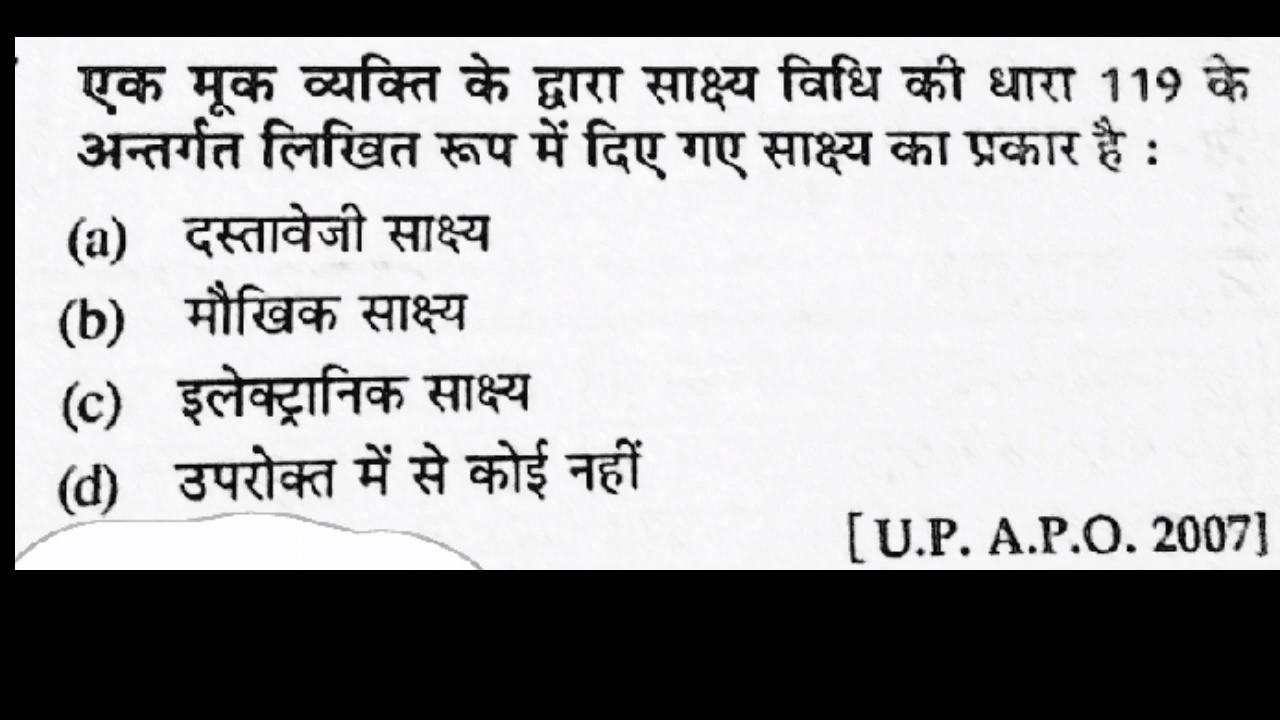 एक मूक व्यक्ति के द्वारा साक्ष्य विधि की धारा 119 के
अन्तर्गत लिखित रूप में दिए गए साक्ष्य का प्रकार है :
(a) दस्तावेजी साक्ष्य
(b) मौखिक साक्ष्य
(c) इलेक्ट्रानिक साक्ष्य
(d) उपरोक्त में से कोई नहीं
[ U.P. A.P.O. 2007]